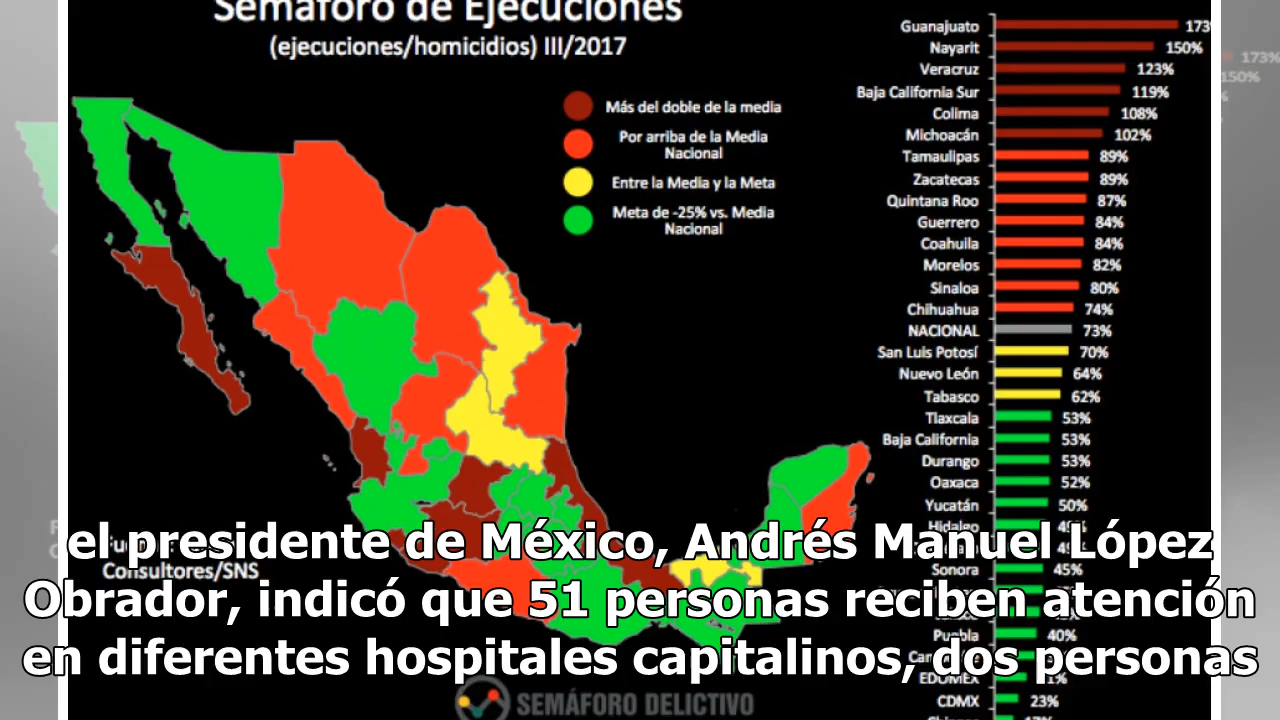 Semáforo de Ejecuciones
(ejecuciones/homicidios) III/2017
Más del doble de la media
Por arriba de la Media
Nacional
Entre la Media y la Meta
Meta de -25% vs. Media
Nacional
Guanajuato 173%
Nayarit 150%
Veracruz 123%
Baja California Sur 119%
Colima 108%
Michoacán 102%
Tamaulipas 89%
Zacatecas 89%
Quintana Roo 87%
Guerrero 84%
Coahuila 84%
Morelos 82%
Sinaloa 80%
Chihuahua 74%
NACIONAL 73%
San Luis Potosí 70%
Nuevo León 64%
Tabasco 62%
Tlaxcala 53%
Baja California 53%
Durango 53%
Oaxaca 52%
Yucatán 50%
Hidalgo
Sonora 45%
Puebla 40%
EDOMEX
CDMX 23%
Consultores/SNS
el presidente de México, Andrés Manuel López
Obrador, indicó que 51 personas reciben atención
en diferentes hospitales capitalinos, dos personas
SEMÁFORO DELICTIVO
173%
150%